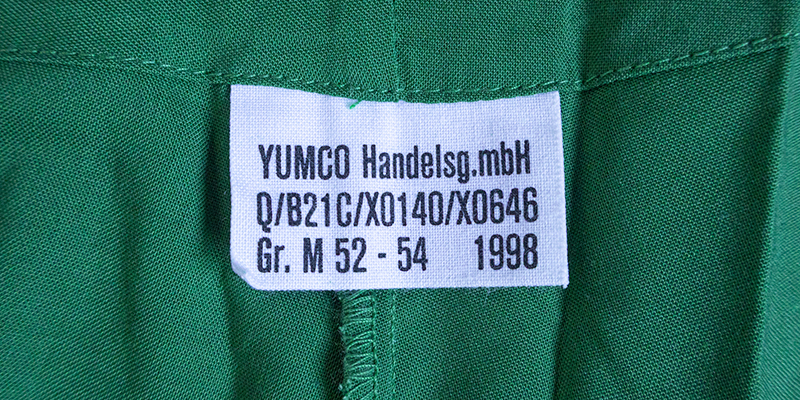 YUMCO Handelsg.mbH
Q/B21C/X0140/X0646
Gr. M 52 - 54 1998